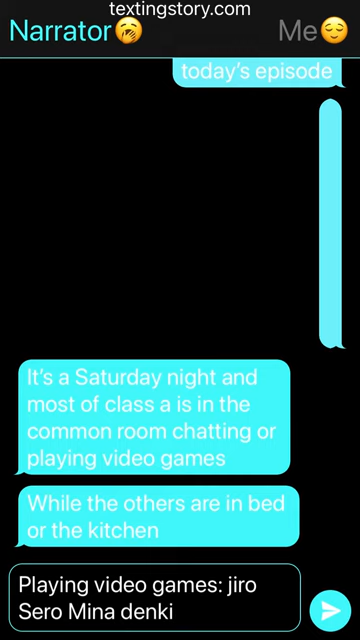 textingstory.com
Narrator🥱 Me😌
today's episode
It's a Saturday night and
most of class a is in the
common room chatting or
playing video games
While the others are in bed
or the kitchen
Playing video games: jiro
Sero Mina denki